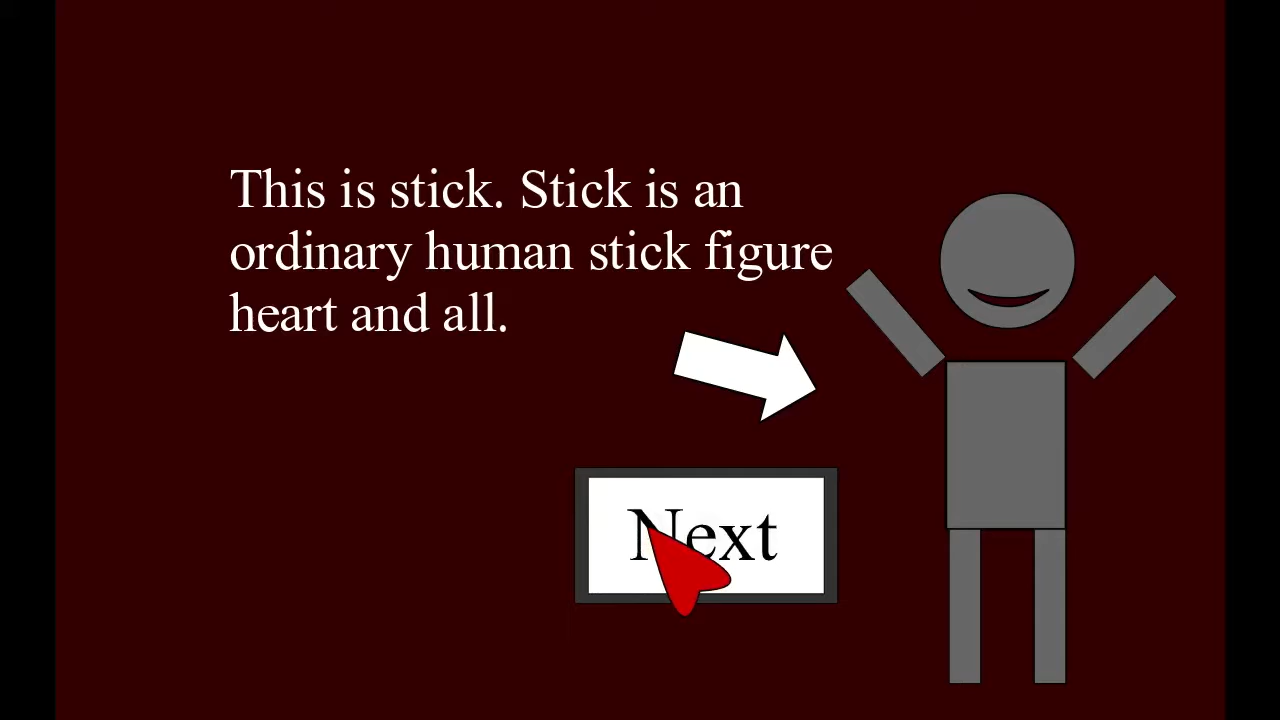 This is stick. Stick is an
ordinary human stick figure
heart and all.
Next